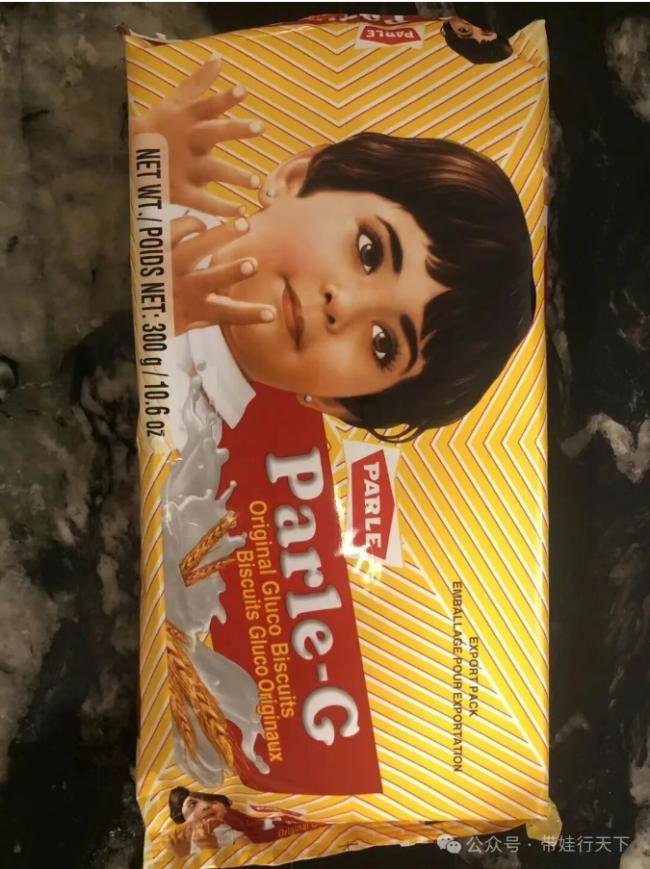 PARLE
NET WT./POIDS NET: 300 g/10.6 oz
PARLE
EXPORT PACK
EMBALLAGE POUR EXPORTATION
Parle-G
Original Gluco Biscuits
Biscuits Gluco Originaux
公众号 · 带娃行天下